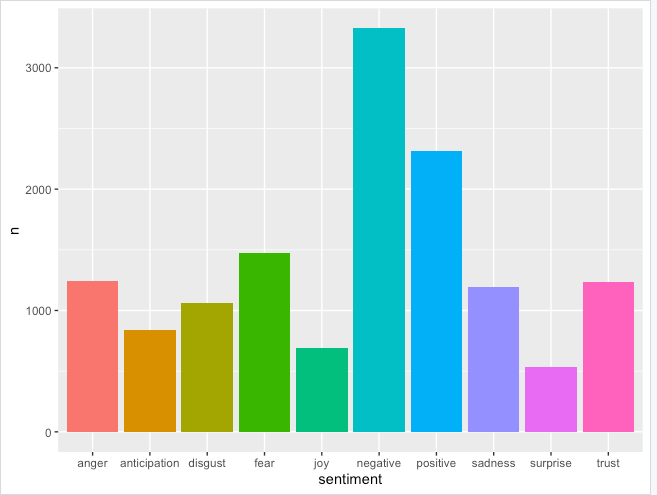 3000
2000
1000
0
n
anger anticipation disgust fear joy negative positive sadness surprise trust
sentiment